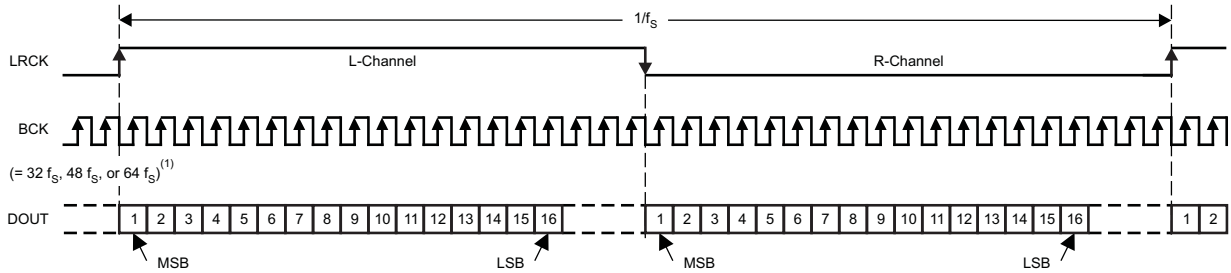 1/fS
LRCK
L-Channel
R-Channel
BCK
(= 32 fS, 48 fS, or 64 fS)(1)
DOUT
1 2 3 4 5 6 7 8 9 10 11 12 13 14 15 16
1 2 3 4 5 6 7 8 9 10 11 12 13 14 15 16
1 2
MSB
LSB
MSB
LSB